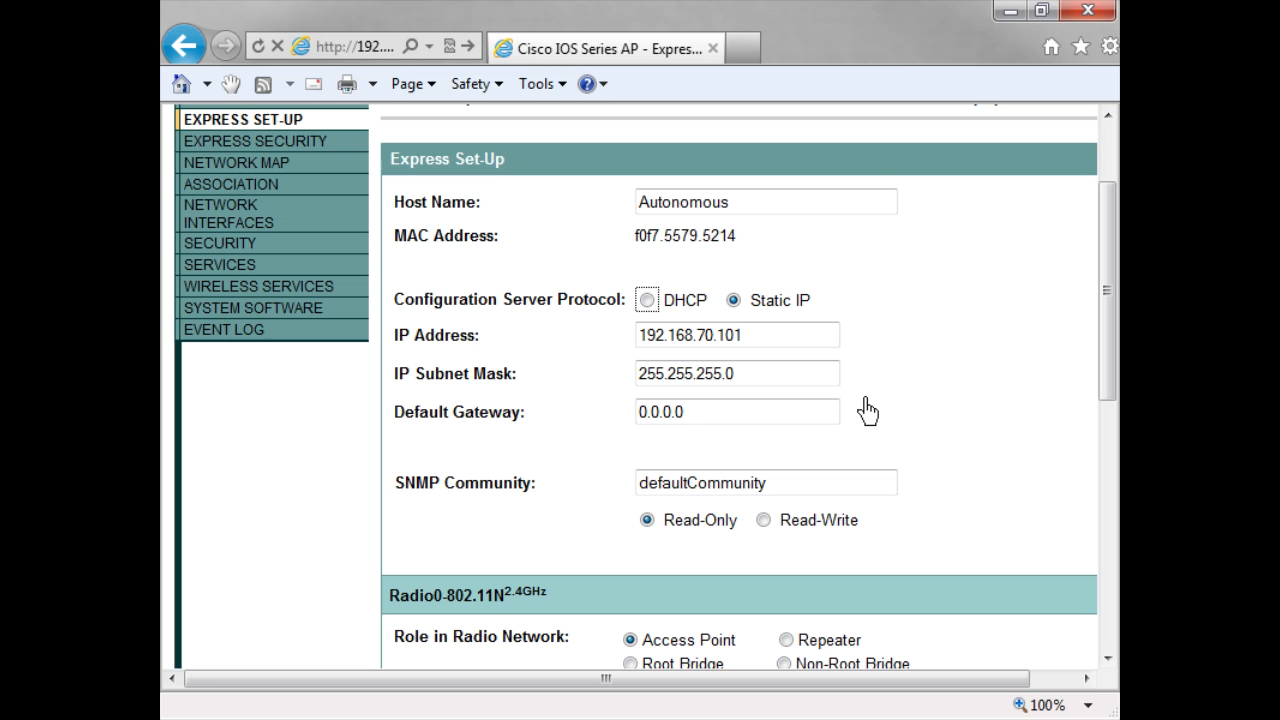 http://192....
Cisco IOS Series AP - Expres...
Page
Safety
Tools
EXPRESS SET-UP
EXPRESS SECURITY
NETWORK MAP
ASSOCIATION
NETWORK
INTERFACES
SECURITY
SERVICES
WIRELESS SERVICES
SYSTEM SOFTWARE
EVENT LOG
Express Set-Up
Host Name: Autonomous
MAC Address: f0f7.5579.5214
Configuration Server Protocol: DHCP Static IP
IP Address: 192.168.70.101
IP Subnet Mask: 255.255.255.0
Default Gateway: 0.0.0.0
SNMP Community: defaultCommunity
Read-Only Read-Write
Radio0-802.11N2.4GHz
Role in Radio Network: Access Point Repeater
Root Bridge Non-Root Bridge
100%